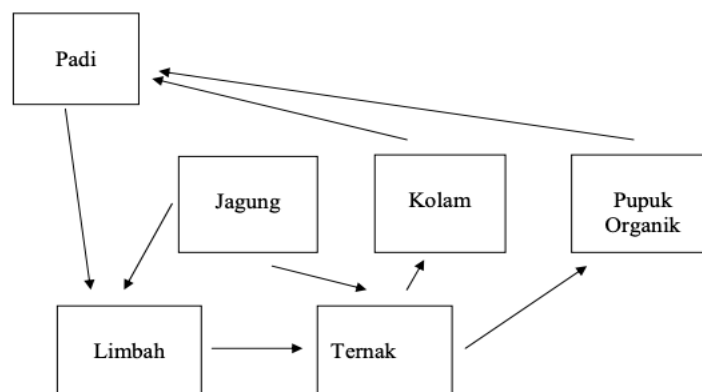 Padi
Jagung
Kolam
Pupuk
Organik
Limbah
Ternak